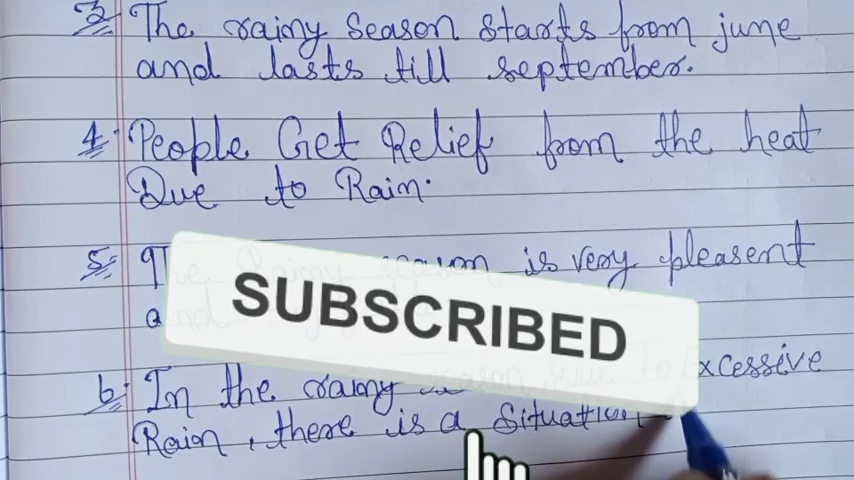 3. The rainy Season starts from june
and lasts till september.
4. People Get Relief from the heat
Due to Rain.
5. The Rainy season is very pleasent
and
SUBSCRIBED
6. In the rainy season, Due to Excessive
Rain, there is a Situation